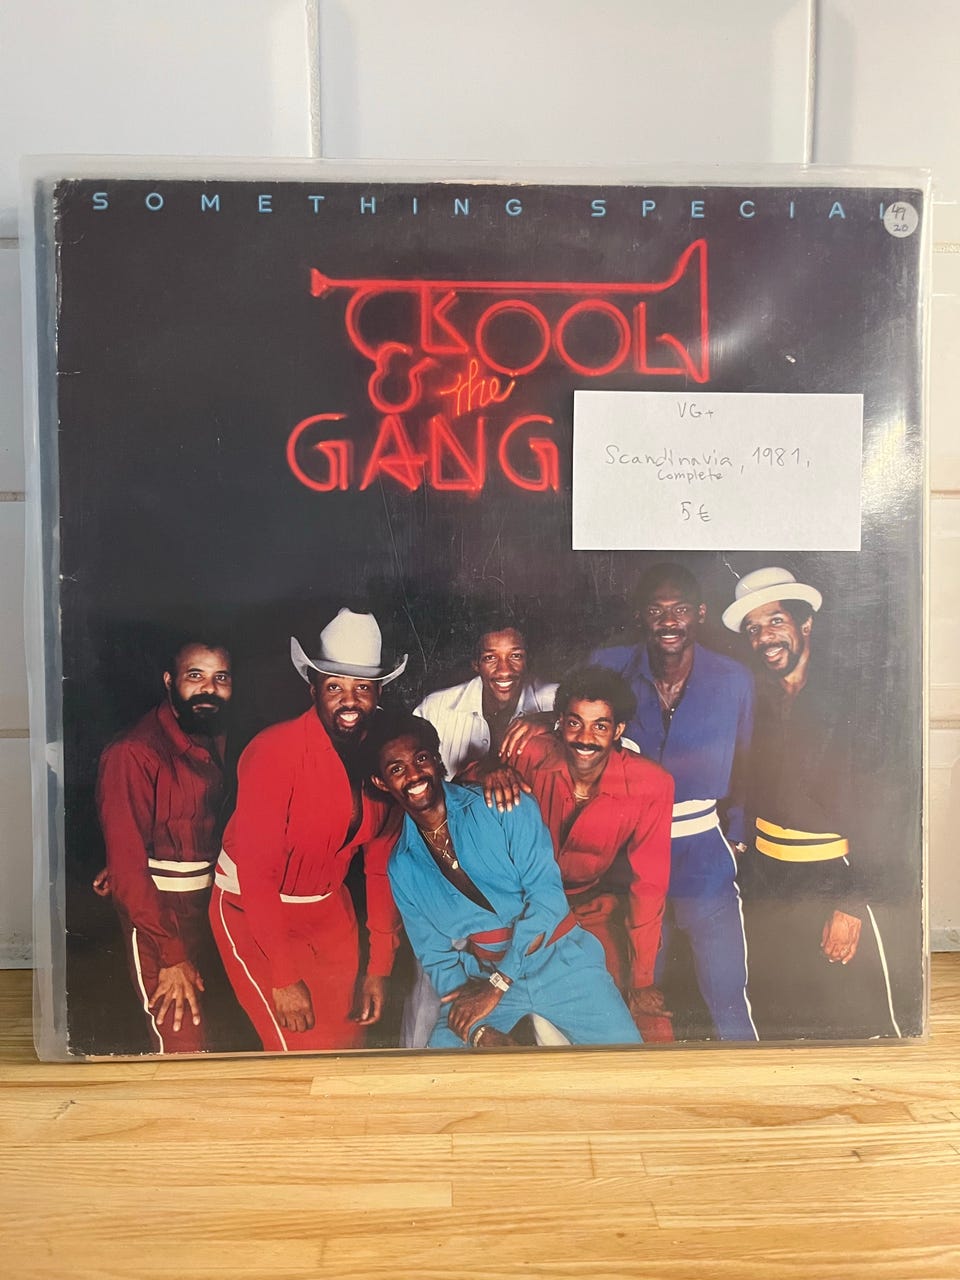 SOMETHING SPECIAL
49
20
KOOL
& the
GANG
VG+
Scandinavia, 1981,
complete
5€